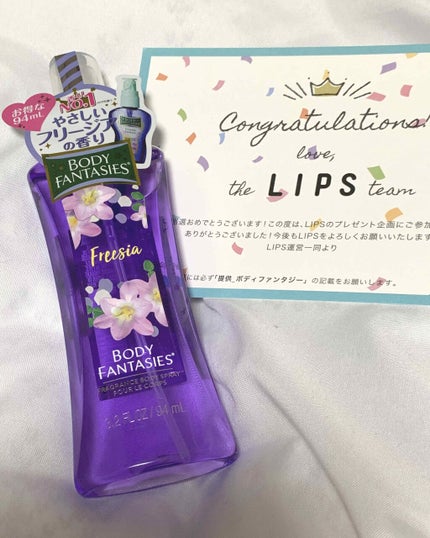 お得な
94mL
No.1
やさしい
フリージア
の香り
BODY
FANTASIES
Freesia
BODY
FANTASIES
FRAGRANCE BODY SPRAY
POUR LE CORPS
3.2 FL OZ / 94 mL
Congratulations!
love,
the LIPS team
選おめでとうございます！この度は、LIPSのプレゼント企画にご参加
ありがとうございました！今後もLIPSをよろしくお願いいたします
LIPS運営一同より
には必ず「提供_ボディファンタジー」の記載をお願いします。